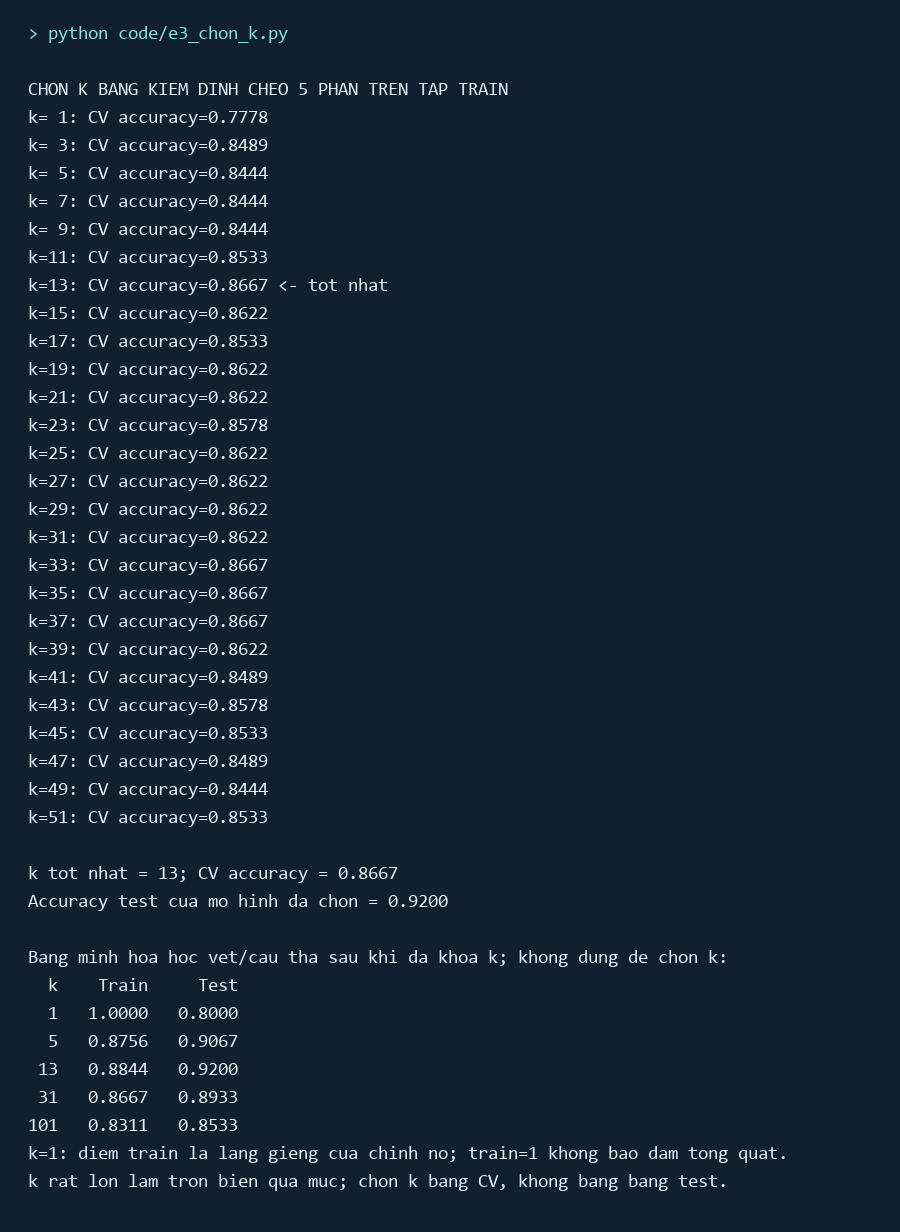 > python code/e3_chon_k.py
CHON K BANG KIEM DINH CHEO 5 PHAN TREN TAP TRAIN
k= 1: CV accuracy=0.7778
k= 3: CV accuracy=0.8489
k= 5: CV accuracy=0.8444
k= 7: CV accuracy=0.8444
k= 9: CV accuracy=0.8444
k=11: CV accuracy=0.8533
k=13: CV accuracy=0.8667 <- tot nhat
k=15: CV accuracy=0.8622
k=17: CV accuracy=0.8533
k=19: CV accuracy=0.8622
k=21: CV accuracy=0.8622
k=23: CV accuracy=0.8578
k=25: CV accuracy=0.8622
k=27: CV accuracy=0.8622
k=29: CV accuracy=0.8622
k=31: CV accuracy=0.8622
k=33: CV accuracy=0.8667
k=35: CV accuracy=0.8667
k=37: CV accuracy=0.8667
k=39: CV accuracy=0.8622
k=41: CV accuracy=0.8489
k=43: CV accuracy=0.8578
k=45: CV accuracy=0.8533
k=47: CV accuracy=0.8489
k=49: CV accuracy=0.8444
k=51: CV accuracy=0.8533
k tot nhat = 13; CV accuracy = 0.8667
Accuracy test cua mo hinh da chon = 0.9200
Bang minh hoa hoc vet/cau tha sau khi da khoa k; khong dung de chon k:
  k    Train     Test
  1   1.0000   0.8000
  5   0.8756   0.9067
 13   0.8844   0.9200
 31   0.8667   0.8933
101   0.8311   0.8533
k=1: diem train la lang gieng cua chinh no; train=1 khong bao dam tong quat.
k rat lon lam tron bien qua muc; chon k bang CV, khong bang bang test.